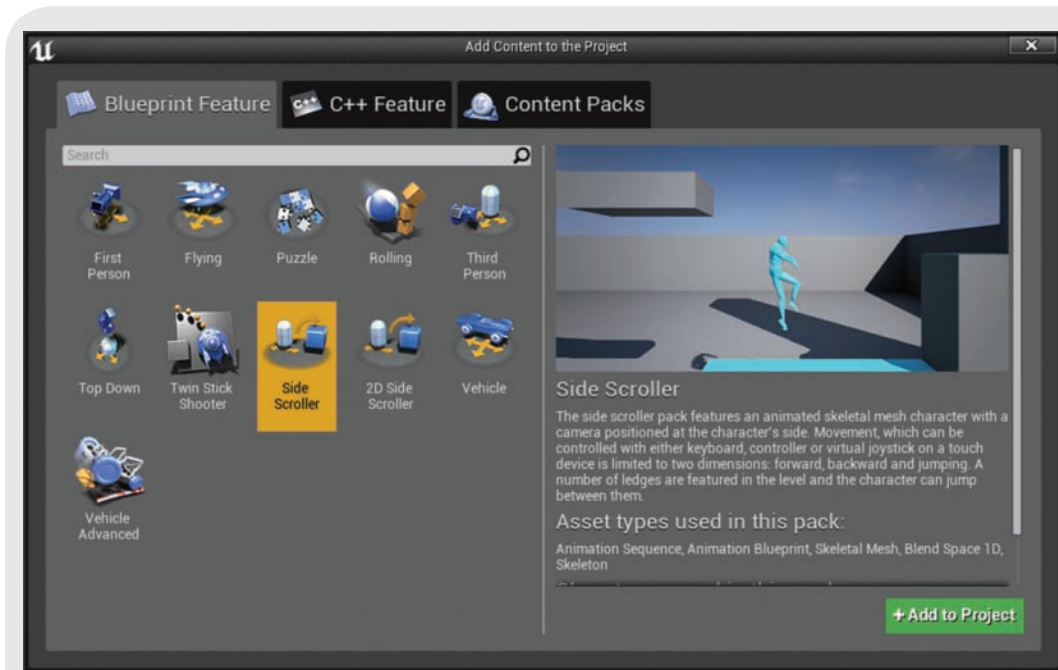 Add Content to the Project
Blueprint Feature
C++ Feature
Content Packs
Search
First
Person
Flying
Puzzle
Rolling
Third
Person
Top Down
Twin Stick
Shooter
Side
Scroller
2D Side
Scroller
Vehicle
Vehicle
Advanced
Side Scroller
The side scroller pack features an animated skeletal mesh character with a
camera positioned at the character's side. Movement, which can be
controlled with either keyboard, controller or virtual joystick on a touch
device is limited to two dimensions: forward, backward and jumping. A
number of ledges are featured in the level and the character can jump
between them.
Asset types used in this pack:
Animation Sequence, Animation Blueprint, Skeletal Mesh, Blend Space 1D,
Skeleton
+ Add to Project